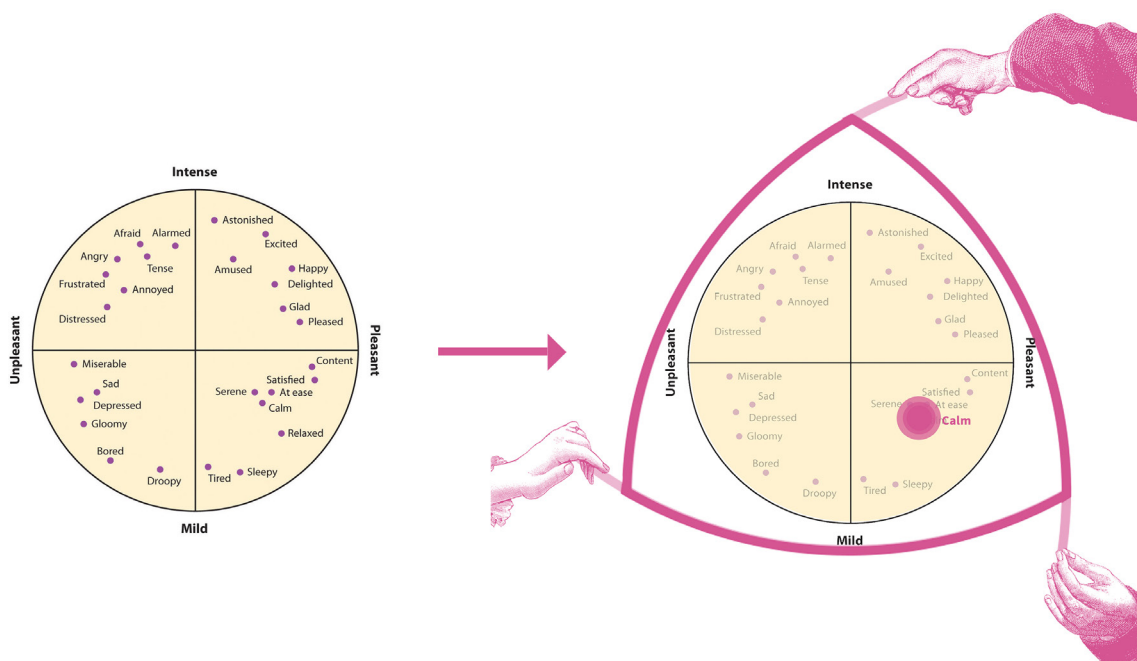 Intense
Astonished
Excited
Afraid
Alarmed
Angry
Tense
Amused
Happy
Frustrated
Annoyed
Delighted
Distressed
Glad
Pleased
Unpleasant
Pleasant
Miserable
Content
Sad
Satisfied
Serene
At ease
Depressed
Calm
Gloomy
Relaxed
Bored
Droopy
Tired
Sleepy
Mild
Intense
Astonished
Afraid
Alarmed
Excited
Angry
Tense
Amused
Happy
Frustrated
Annoyed
Delighted
Distressed
Glad
Pleased
Unpleasant
Pleasant
Miserable
Content
Sad
Satisfied
Serene
At ease
Depressed
Calm
Gloomy
Bored
Droopy
Tired
Sleepy
Mild